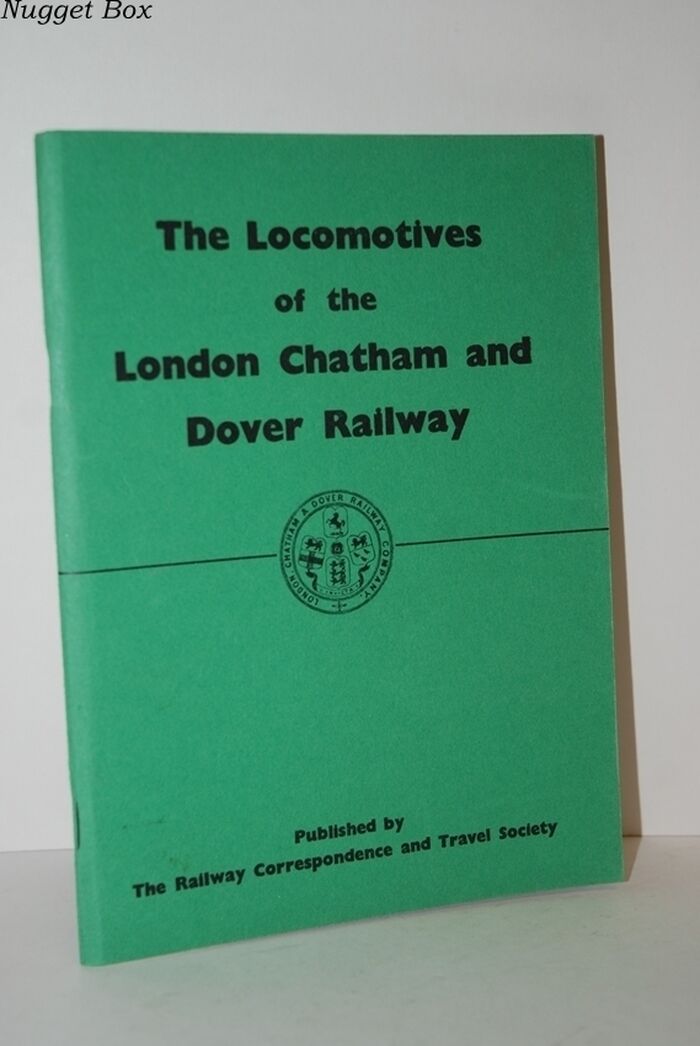 Nugget Box
The Locomotives
of the
London Chatham and
Dover Railway
LONDON, CHATHAM & DOVER RAILWAY COMPANY.
Published by
The Railway Correspondence and Travel Society